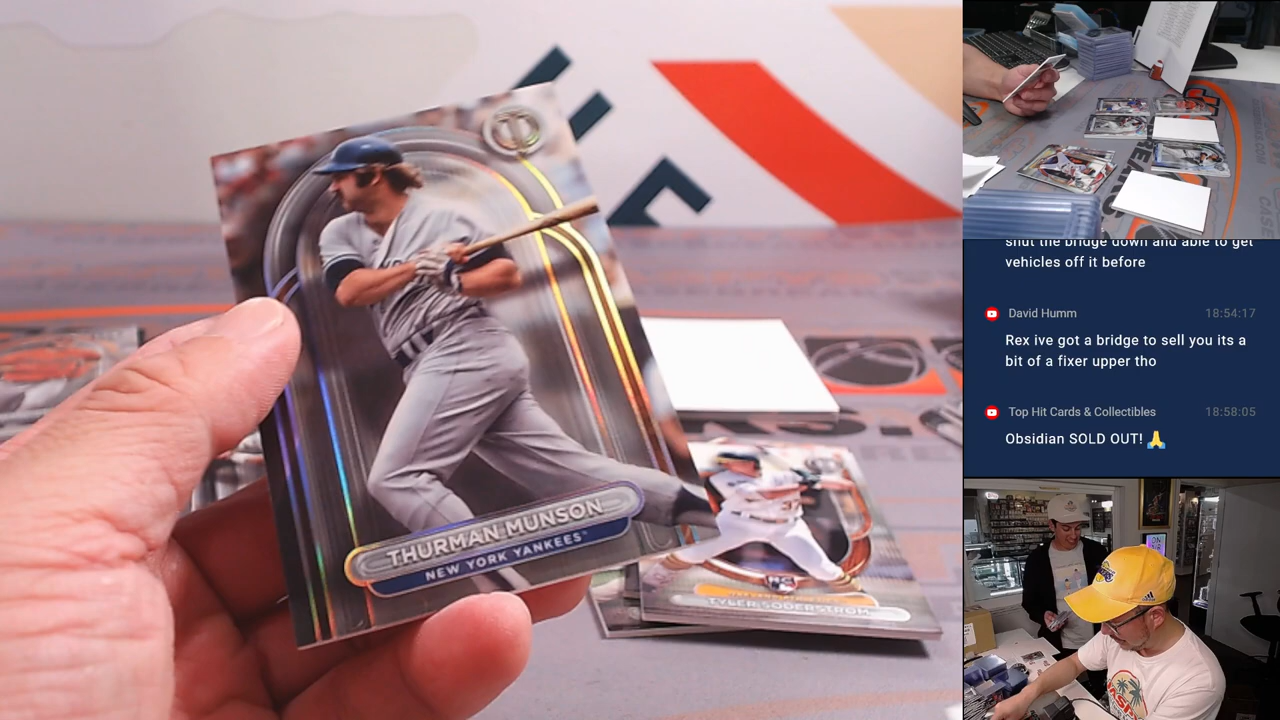 THURMAN MUNSON
NEW YORK YANKEES
RC
TYLER SODERSTROM
shut the bridge down and able to get
vehicles off it before
David Humm 18:54:17
Rex ive got a bridge to sell you its a
bit of a fixer upper tho
Top Hit Cards & Collectibles 18:58:05
Obsidian SOLD OUT! 🙏